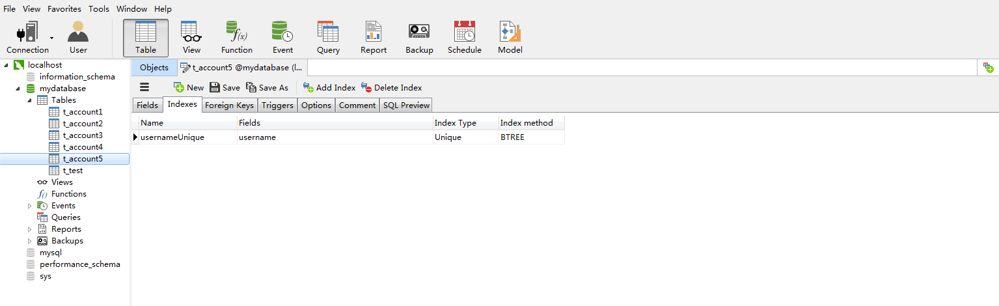 File View Favorites Tools Window Help
Connection User Table View Function Event Query Report Backup Schedule Model
localhost
information_schema
mydatabase
Tables
t_account1
t_account2
t_account3
t_account4
t_account5
t_test
Views
Functions
Events
Queries
Reports
Backups
mysql
performance_schema
sys
Objects t_account5 @mydatabase (l...
New Save Save As Add Index Delete Index
Fields Indexes Foreign Keys Triggers Options Comment SQL Preview
Name Fields Index Type Index method
usernameUnique username Unique BTREE